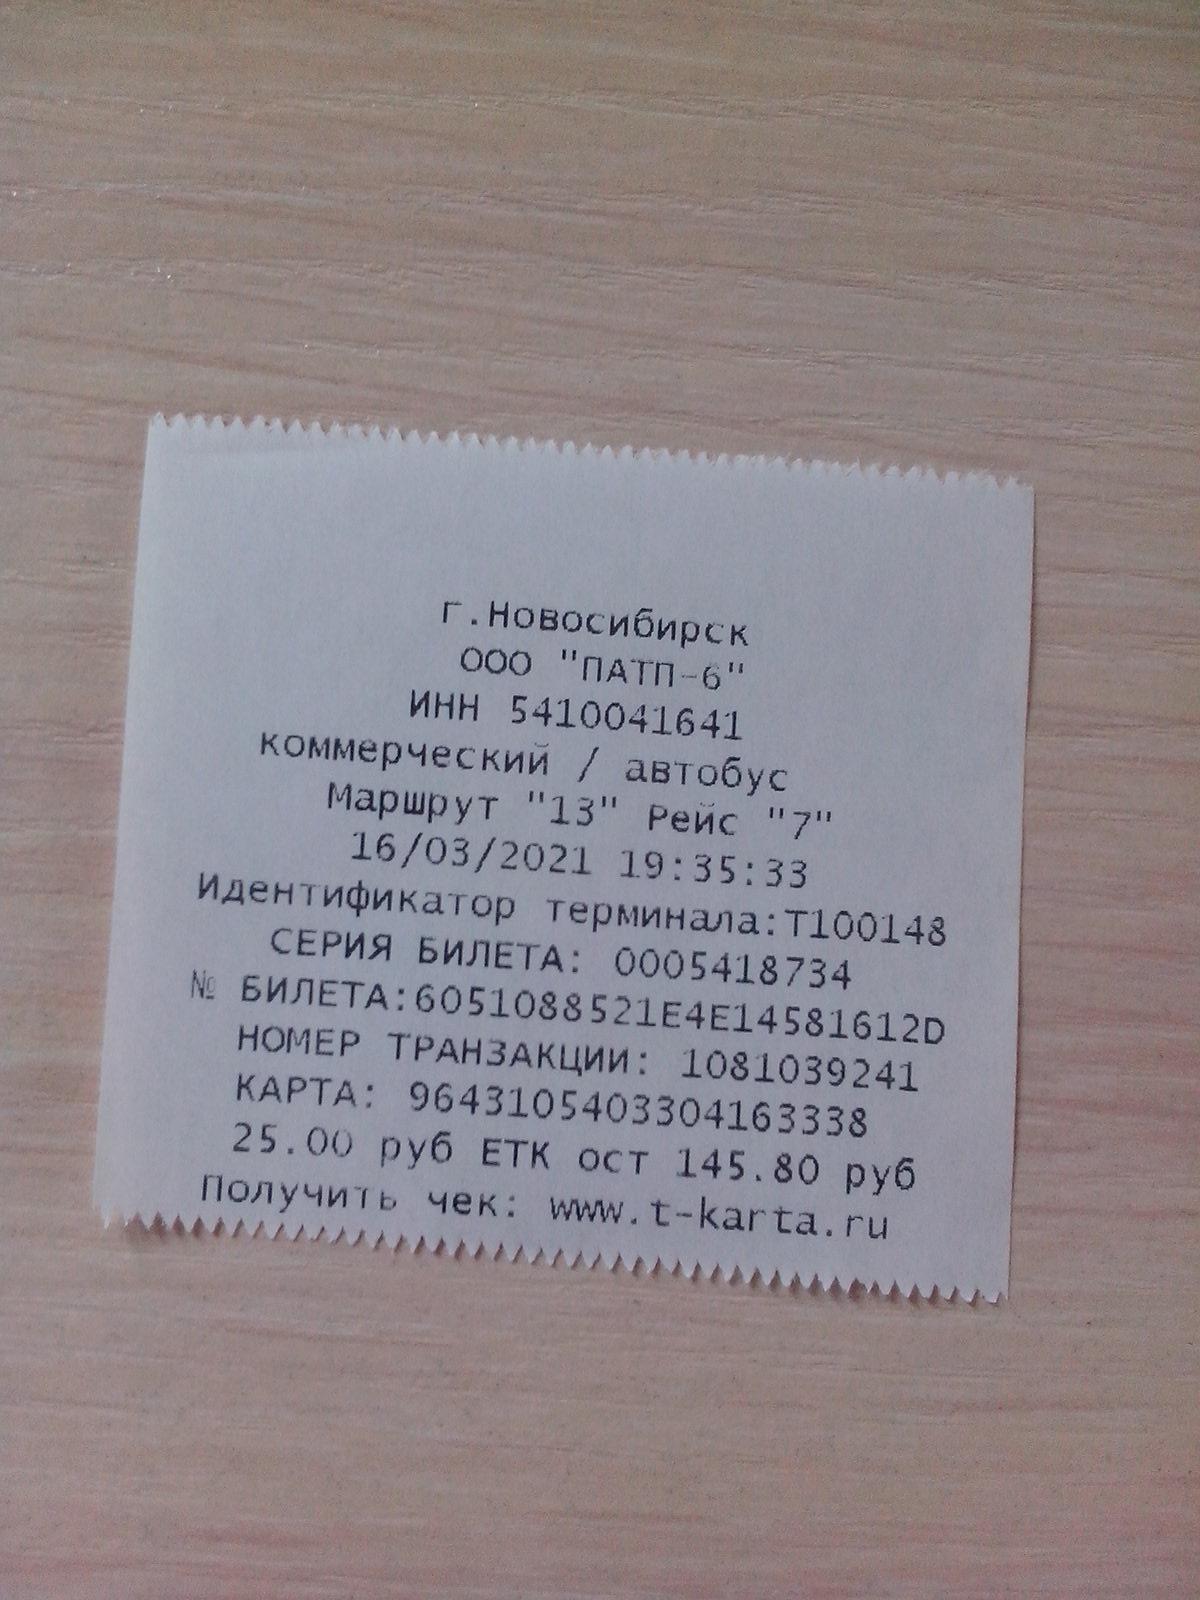 г.Новосибирск
ООО "ПАТП-6"
ИНН 5410041641
коммерческий / автобус
Маршрут "13" Рейс "7"
16/03/2021 19:35:33
Идентификатор терминала:T100148
СЕРИЯ БИЛЕТА: 0005418734
№ БИЛЕТА:6051088521E4E14581612D
НОМЕР ТРАНЗАКЦИИ: 1081039241
КАРТА: 9643105403304163338
25.00 руб ЕТК ост 145.80 руб
Получить чек: www.t-karta.ru